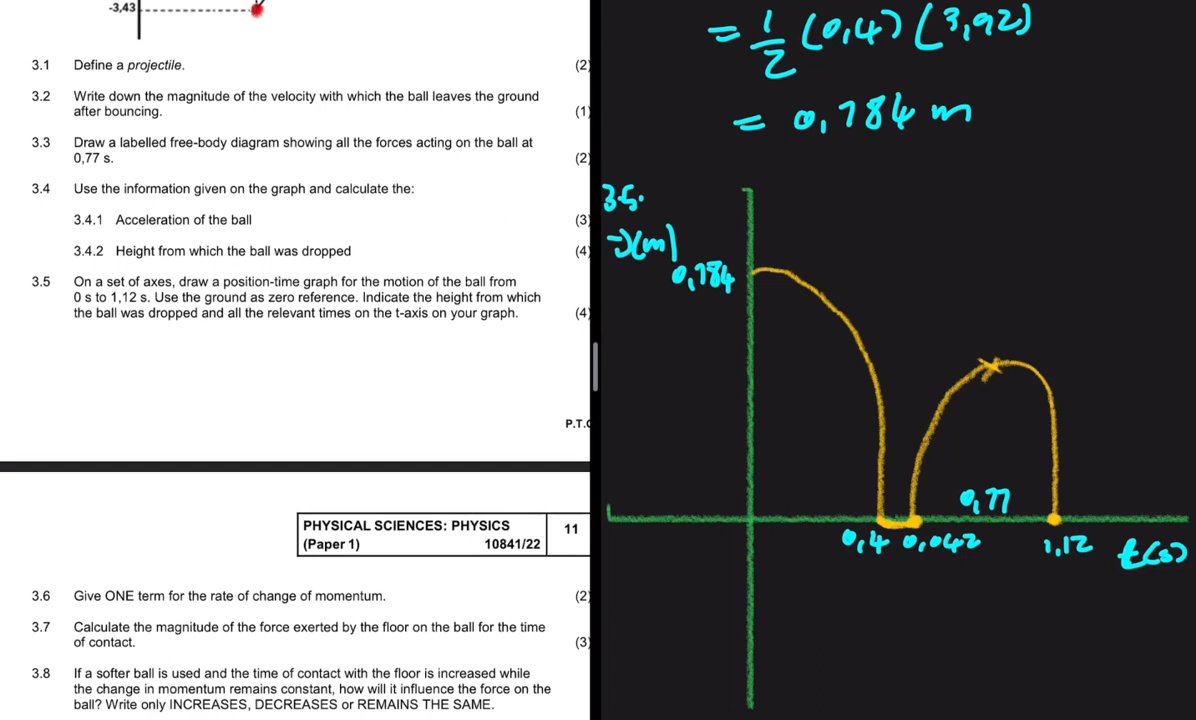 -3,43
3.1 Define a projectile. (2)
3.2 Write down the magnitude of the velocity with which the ball leaves the ground
after bouncing. (1)
3.3 Draw a labelled free-body diagram showing all the forces acting on the ball at
0,77 s. (2)
3.4 Use the information given on the graph and calculate the:
3.4.1 Acceleration of the ball (3)
3.4.2 Height from which the ball was dropped (4)
3.5 On a set of axes, draw a position-time graph for the motion of the ball from
0 s to 1,12 s. Use the ground as zero reference. Indicate the height from which
the ball was dropped and all the relevant times on the t-axis on your graph. (4)
P.T.O
PHYSICAL SCIENCES: PHYSICS
(Paper 1) 10841/22
11
3.6 Give ONE term for the rate of change of momentum. (2)
3.7 Calculate the magnitude of the force exerted by the floor on the ball for the time
of contact. (3)
3.8 If a softer ball is used and the time of contact with the floor is increased while
the change in momentum remains constant, how will it influence the force on the
ball? Write only INCREASES, DECREASES or REMAINS THE SAME.
= 1/2 (0,4) (3,92)
= 0,784 m
3.5.
(m)
0,784
0,77
0,4 0,042 1,12 t(s)